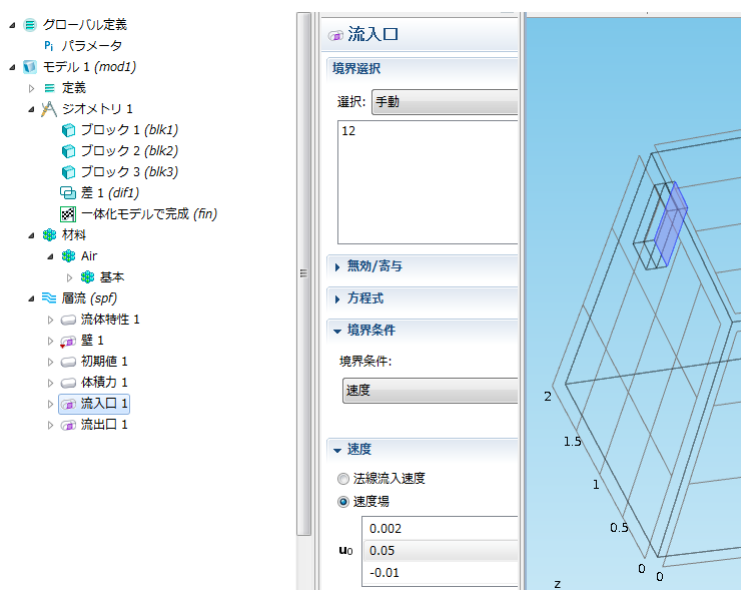 グローバル定義
Pi パラメータ
モデル 1 (mod1)
定義
ジオメトリ 1
ブロック 1 (blk1)
ブロック 2 (blk2)
ブロック 3 (blk3)
差 1 (dif1)
一体化モデルで完成 (fin)
材料
Air
基本
層流 (spf)
流体特性 1
壁 1
初期値 1
体積力 1
流入口 1
流出口 1
流入口
境界選択
選択: 手動
12
無効/寄与
方程式
境界条件
境界条件:
速度
速度
法線流入速度
速度場
0.002
u₀ 0.05
-0.01
2
1.5
1
0.5
0
0
z